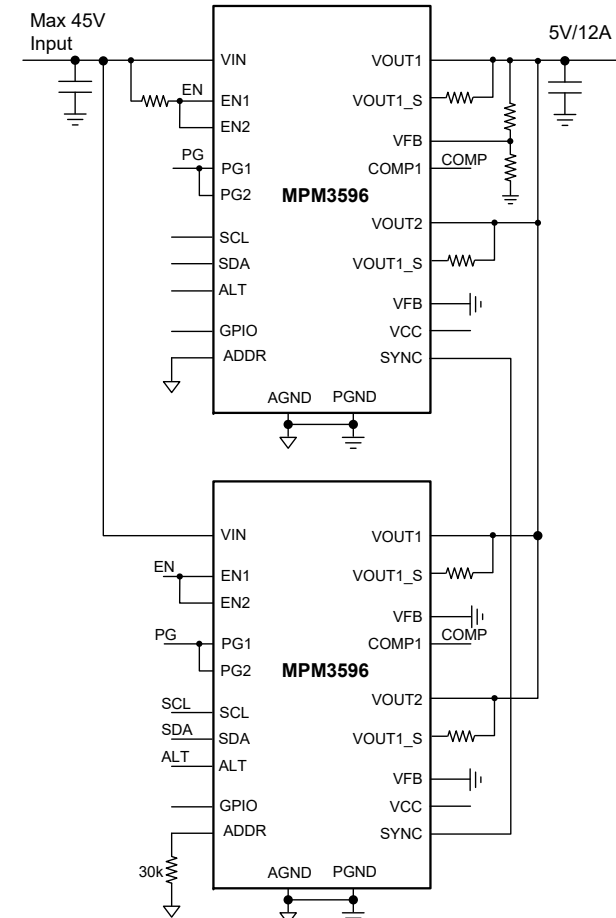 Max 45V
Input
5V/12A
VIN
VOUT1
EN
EN1
VOUT1_S
EN2
VFB
PG
PG1
COMP1
COMP
PG2
MPM3596
VOUT2
SCL
SDA
VOUT1_S
ALT
VFB
GPIO
VCC
ADDR
SYNC
AGND
PGND
VIN
VOUT1
EN
EN1
VOUT1_S
EN2
VFB
PG
PG1
COMP1
COMP
PG2
MPM3596
SCL
SCL
VOUT2
SDA
SDA
VOUT1_S
ALT
ALT
VFB
GPIO
VCC
ADDR
SYNC
30k
AGND
PGND